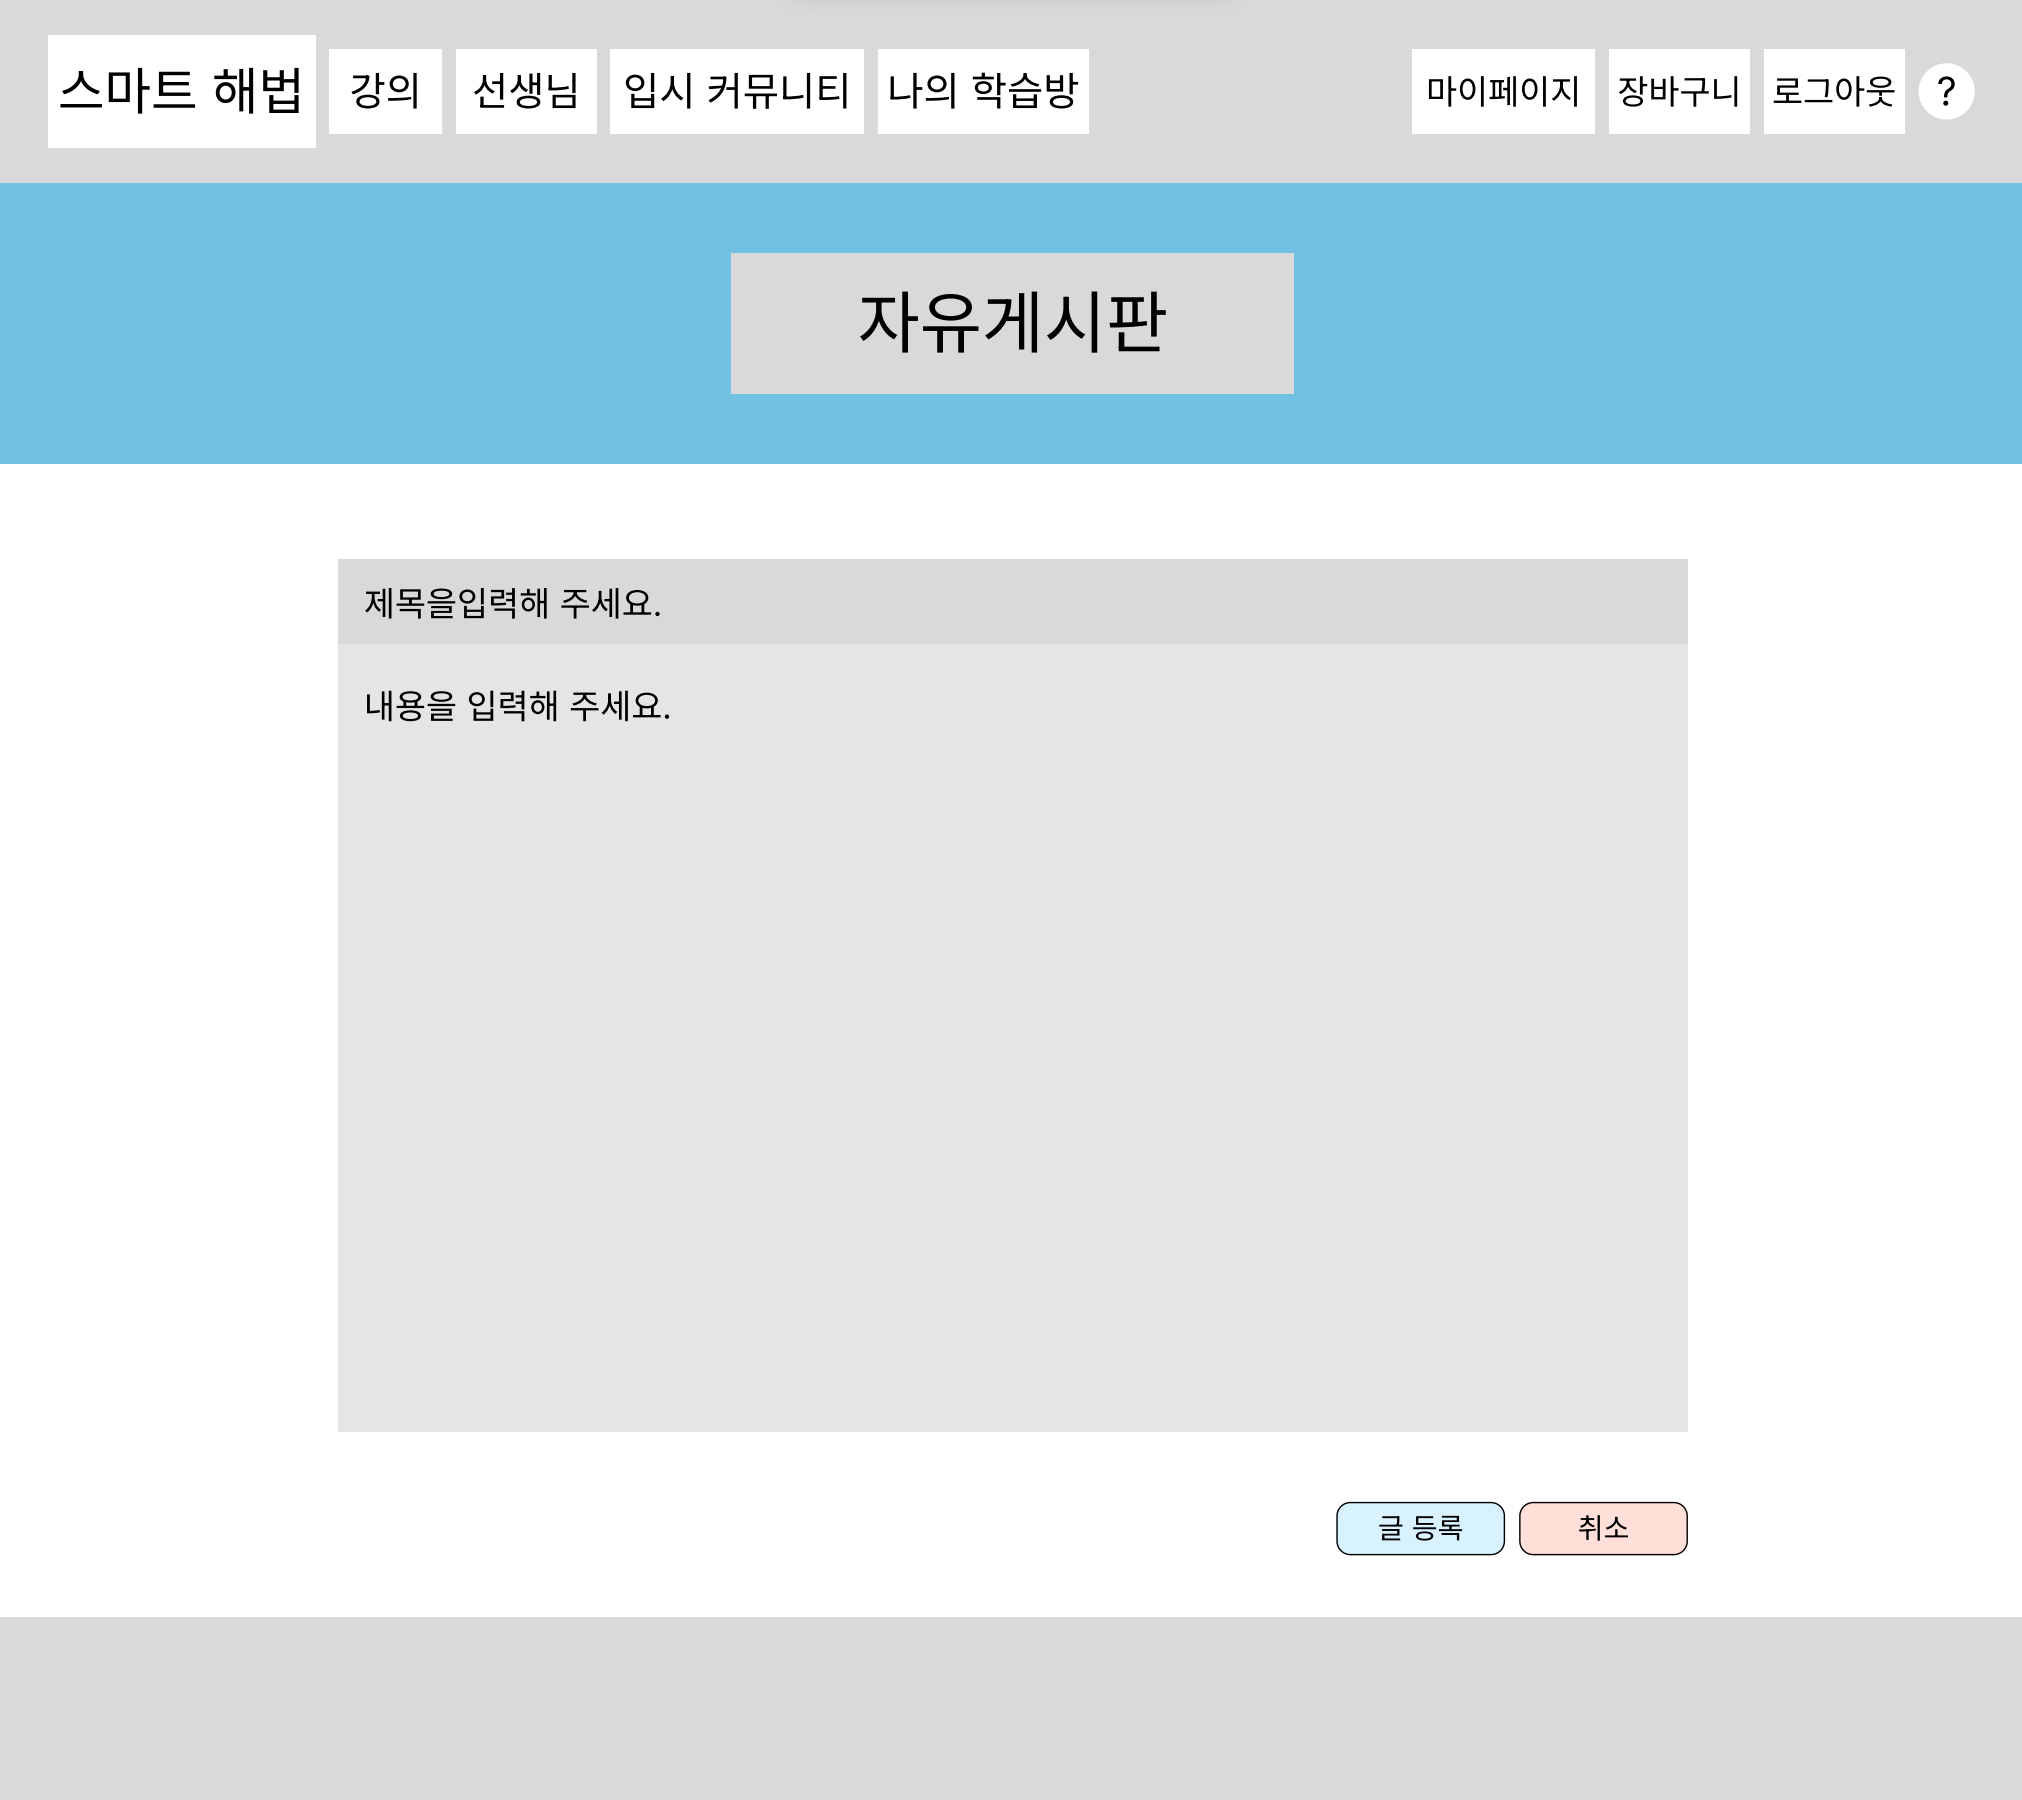 스마트 해법 강의 선생님 입시 커뮤니티 나의 학습방 마이페이지 장바구니 로그아웃 ?
자유게시판
제목을입력해 주세요.
내용을 입력해 주세요.
글 등록 취소